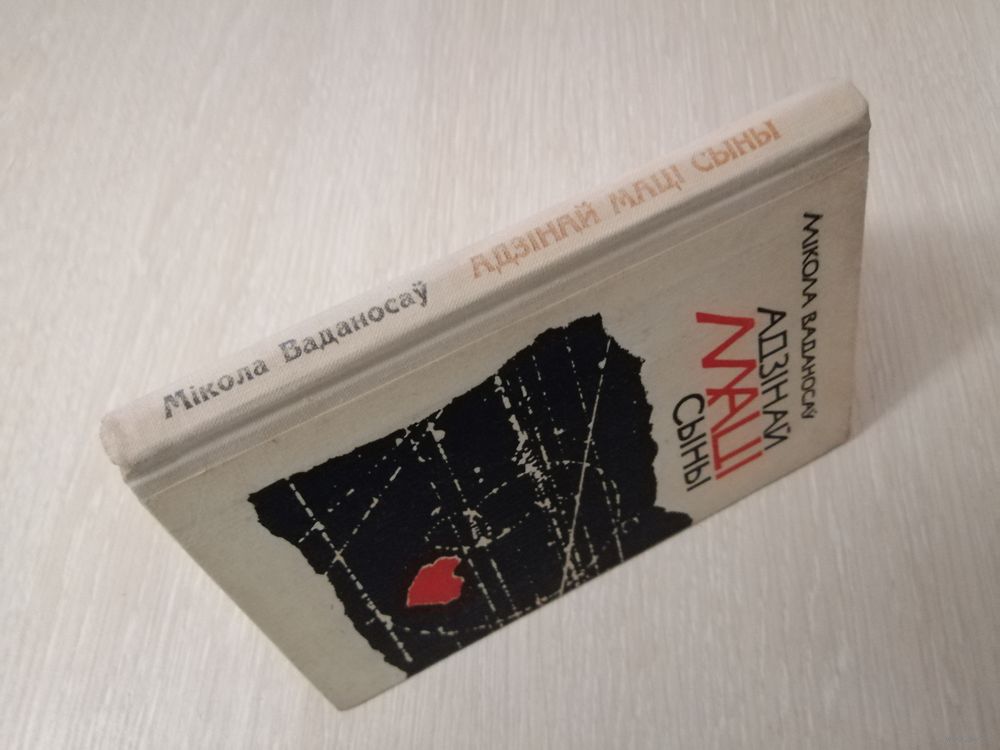 Мікола Ваданосаў АДЗІНАЙ МАЦІ СЫНЫ
МІКОЛА ВАДАНОСАЎ
АДЗІНАЙ
МАЦІ
СЫНЫ